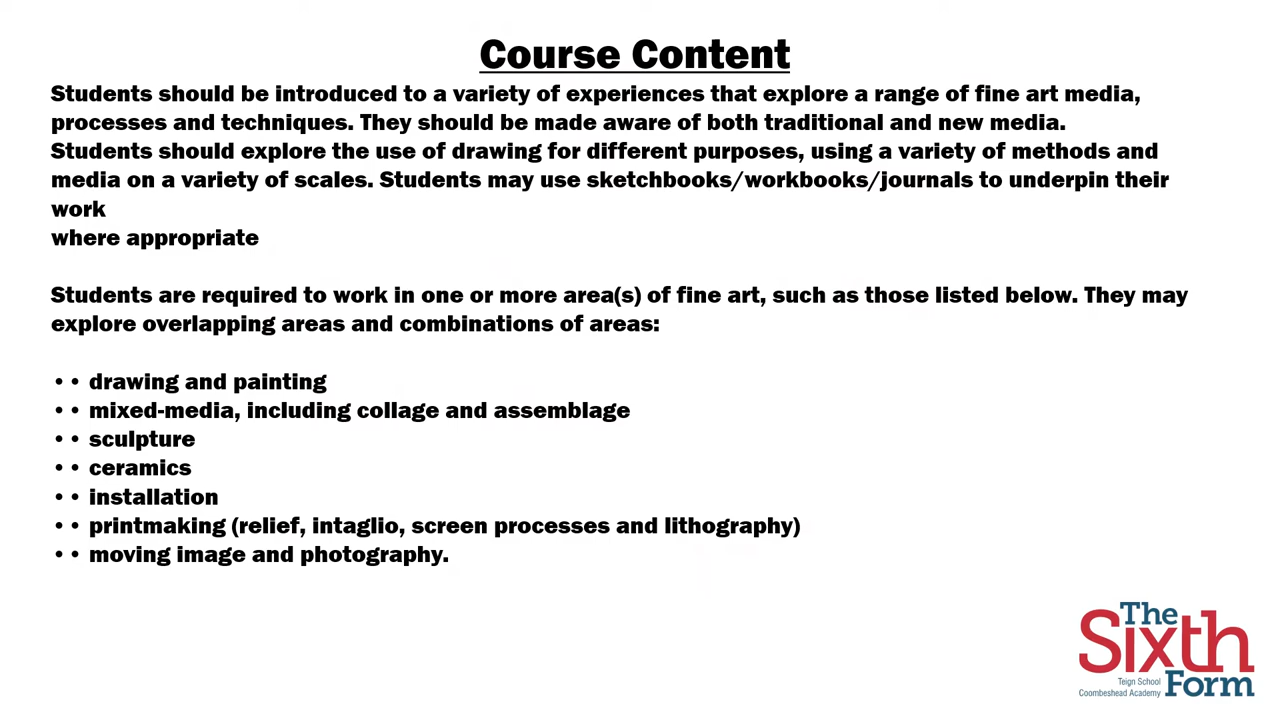 Course Content
Students should be introduced to a variety of experiences that explore a range of fine art media,
processes and techniques. They should be made aware of both traditional and new media.
Students should explore the use of drawing for different purposes, using a variety of methods and
media on a variety of scales. Students may use sketchbooks/workbooks/journals to underpin their
work
where appropriate
Students are required to work in one or more area(s) of fine art, such as those listed below. They may
explore overlapping areas and combinations of areas:
• • drawing and painting
• • mixed-media, including collage and assemblage
• • sculpture
• • ceramics
• • installation
• • printmaking (relief, intaglio, screen processes and lithography)
• • moving image and photography.
The
Sixth
Form
Teign School
Coombeshead Academy